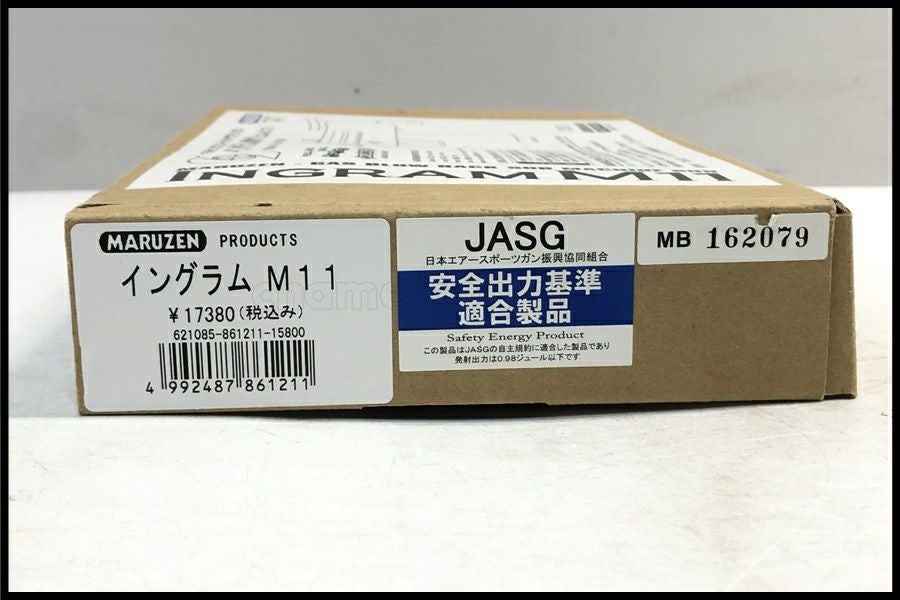 INGRAM M11
MARUZEN PRODUCTS
イングラム M11
¥17380(税込み)
621085-861211-15800
4 992487 861211
JASG
日本エアースポーツガン振興協同組合
安全出力基準
適合製品
Safety Energy Product
この製品はJASGの自主規約に適合した製品であり
発射出力は0.98ジュール以下です
MB 162079